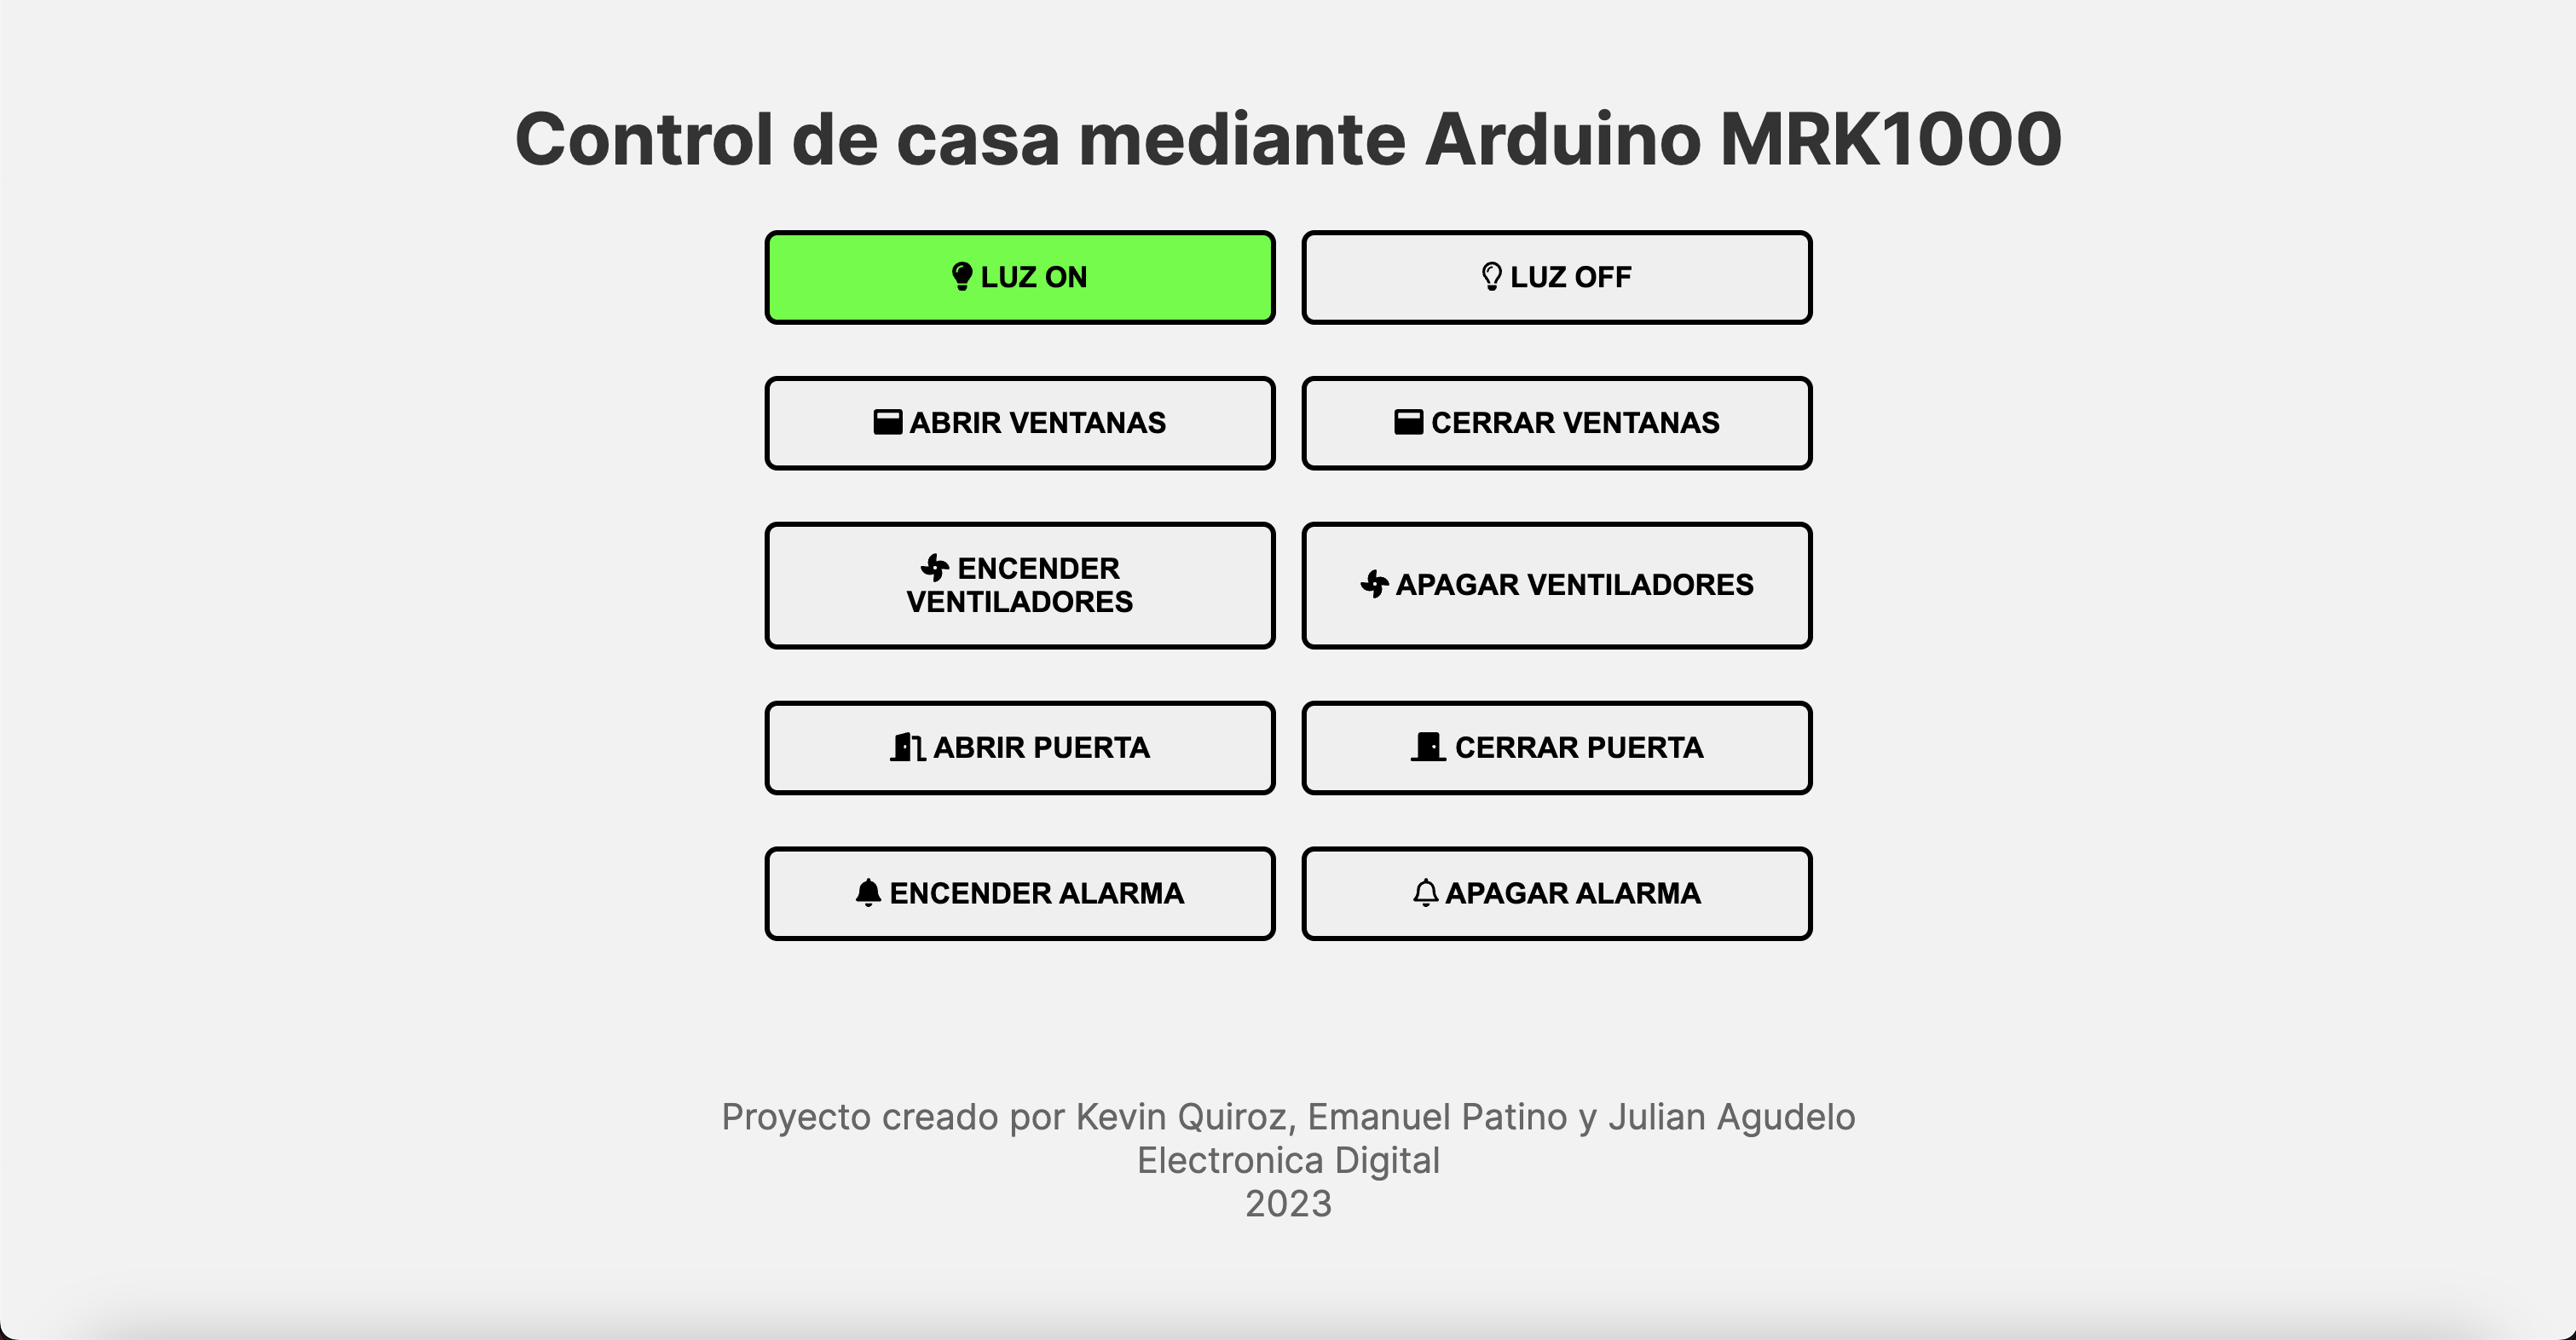 Control de casa mediante Arduino MRK1000
LUZ ON
LUZ OFF
ABRIR VENTANAS
CERRAR VENTANAS
ENCENDER
VENTILADORES
APAGAR VENTILADORES
ABRIR PUERTA
CERRAR PUERTA
ENCENDER ALARMA
APAGAR ALARMA
Proyecto creado por Kevin Quiroz, Emanuel Patino y Julian Agudelo
Electronica Digital
2023